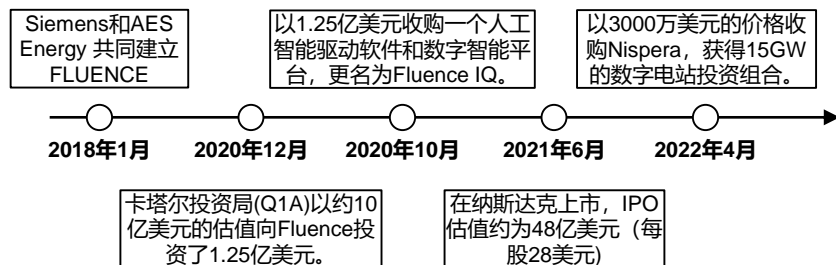 Siemens和AES
Energy 共同建立
FLUENCE
以1.25亿美元收购一个人工
智能驱动软件和数字智能平
台，更名为Fluence IQ。
以3000万美元的价格收
购Nispera，获得15GW
的数字电站投资组合。
2018年1月
2020年12月
2020年10月
2021年6月
2022年4月
卡塔尔投资局(Q1A)以约10
亿美元的估值向Fluence投
资了1.25亿美元。
在纳斯达克上市，IPO
估值约为48亿美元（每
股28美元)